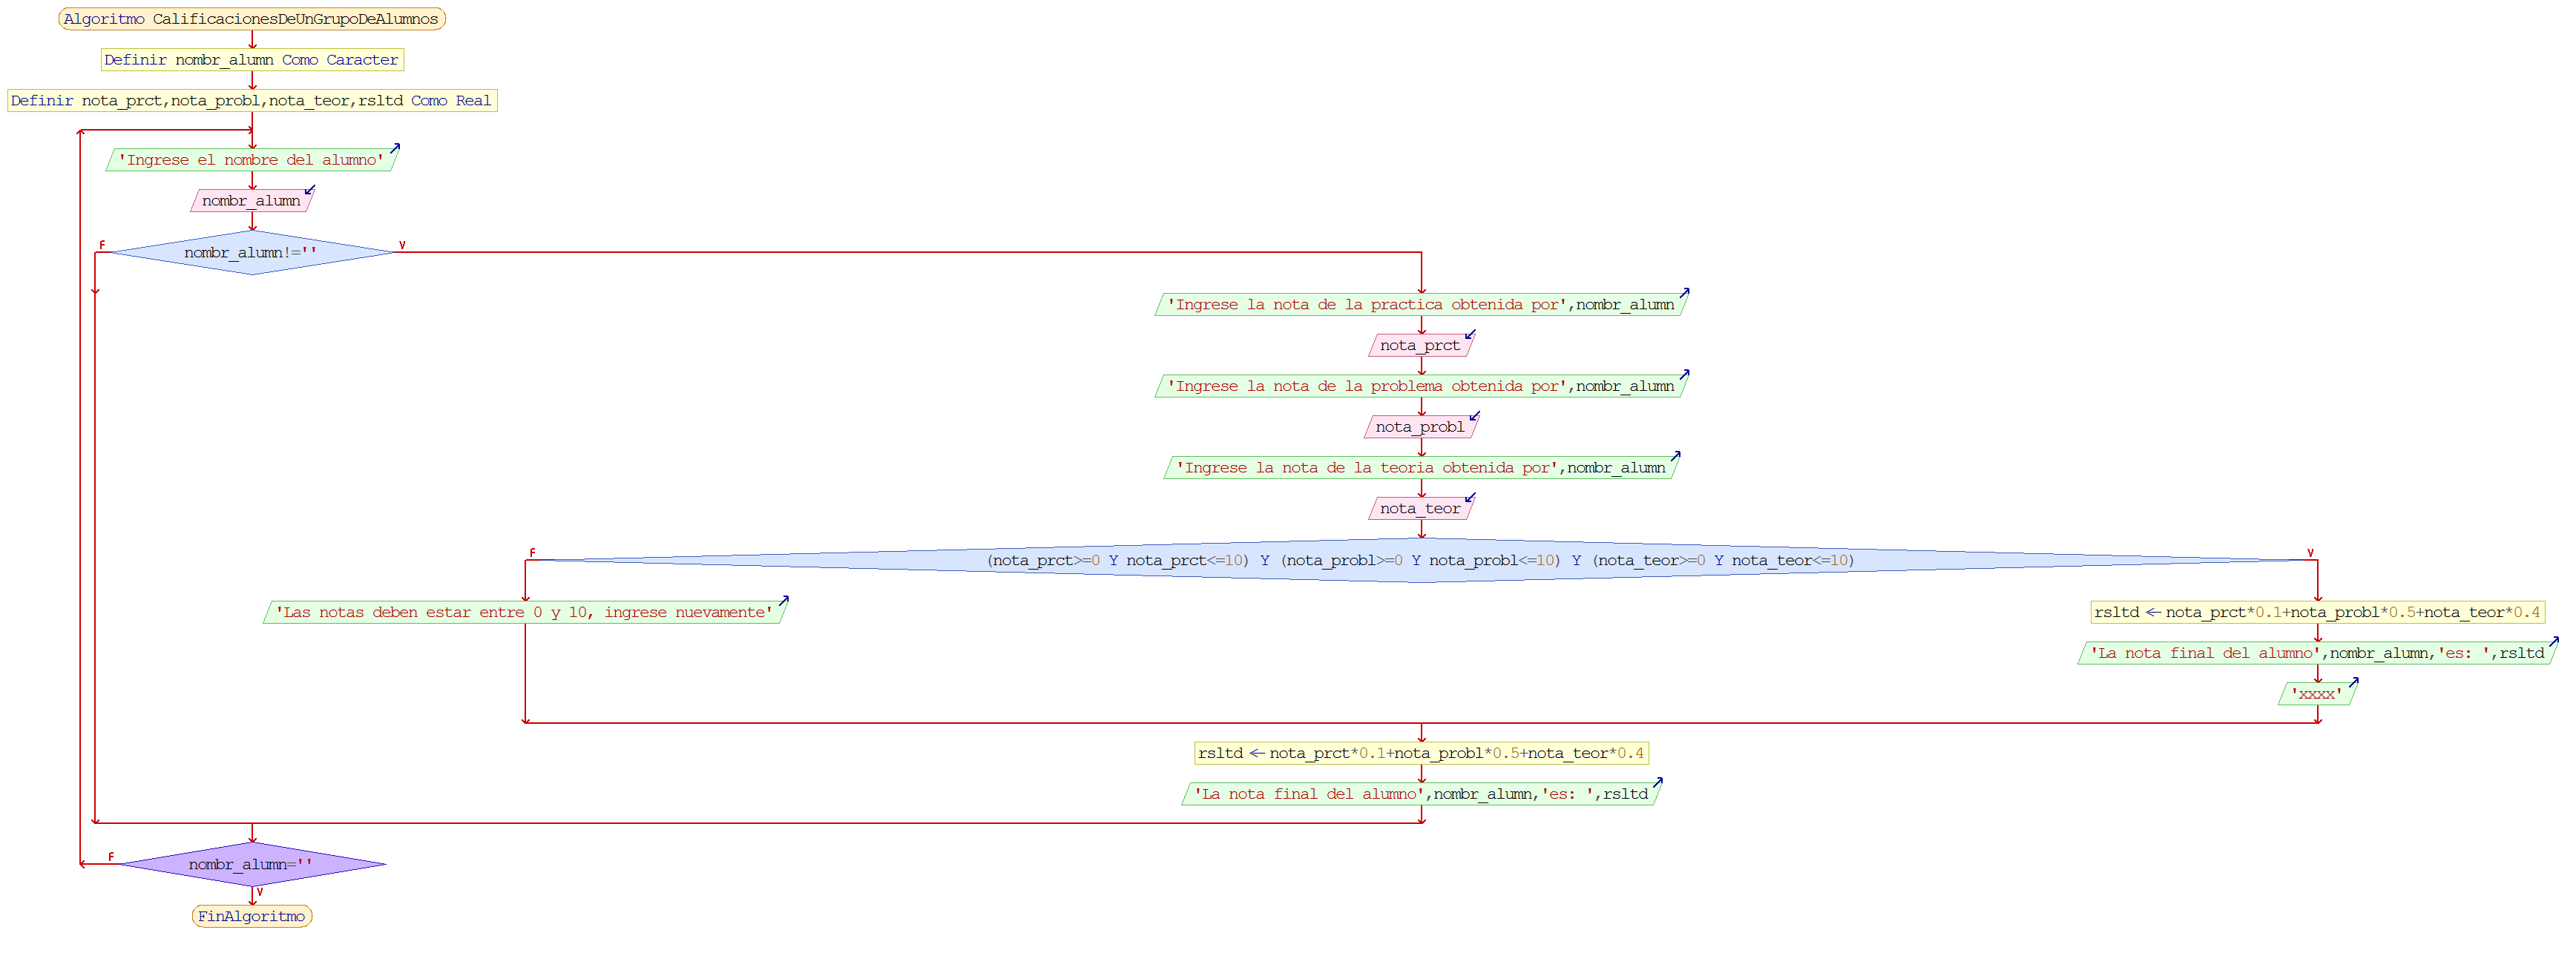 Algoritmo CalificacionesDeUnGrupoDeAlumnos
Definir nombr_alumn Como Caracter
Definir nota_prct,nota_probl,nota_teor,rsltd Como Real
'Ingrese el nombre del alumno'
nombr_alumn
F
nombr_alumn!=''
V
'Ingrese la nota de la practica obtenida por',nombr_alumn
nota_prct
'Ingrese la nota de la problema obtenida por',nombr_alumn
nota_probl
'Ingrese la nota de la teoria obtenida por',nombr_alumn
nota_teor
F
(nota_prct>=0 Y nota_prct<=10) Y (nota_probl>=0 Y nota_probl<=10) Y (nota_teor>=0 Y nota_teor<=10)
V
'Las notas deben estar entre 0 y 10, ingrese nuevamente'
rsltd ← nota_prct*0.1+nota_probl*0.5+nota_teor*0.4
'La nota final del alumno',nombr_alumn,'es: ',rsltd
'xxxx'
rsltd ← nota_prct*0.1+nota_probl*0.5+nota_teor*0.4
'La nota final del alumno',nombr_alumn,'es: ',rsltd
F
nombr_alumn=''
V
FinAlgoritmo